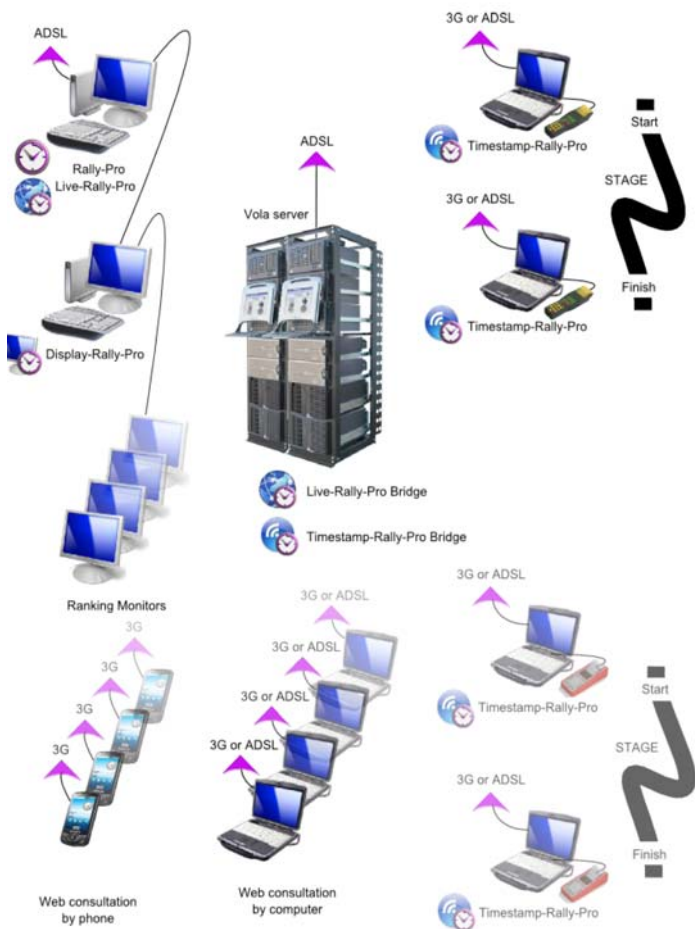 ADSL
Rally-Pro
Live-Rally-Pro
Display-Rally-Pro
Ranking Monitors
ADSL
Vola server
Live-Rally-Pro Bridge
Timestamp-Rally-Pro Bridge
3G or ADSL
Timestamp-Rally-Pro
3G or ADSL
Timestamp-Rally-Pro
Start
STAGE
Finish
3G
3G
3G
3G
Web consultation
by phone
3G or ADSL
3G or ADSL
3G or ADSL
3G or ADSL
Web consultation
by computer
3G or ADSL
Timestamp-Rally-Pro
3G or ADSL
Timestamp-Rally-Pro
Start
STAGE
Finish